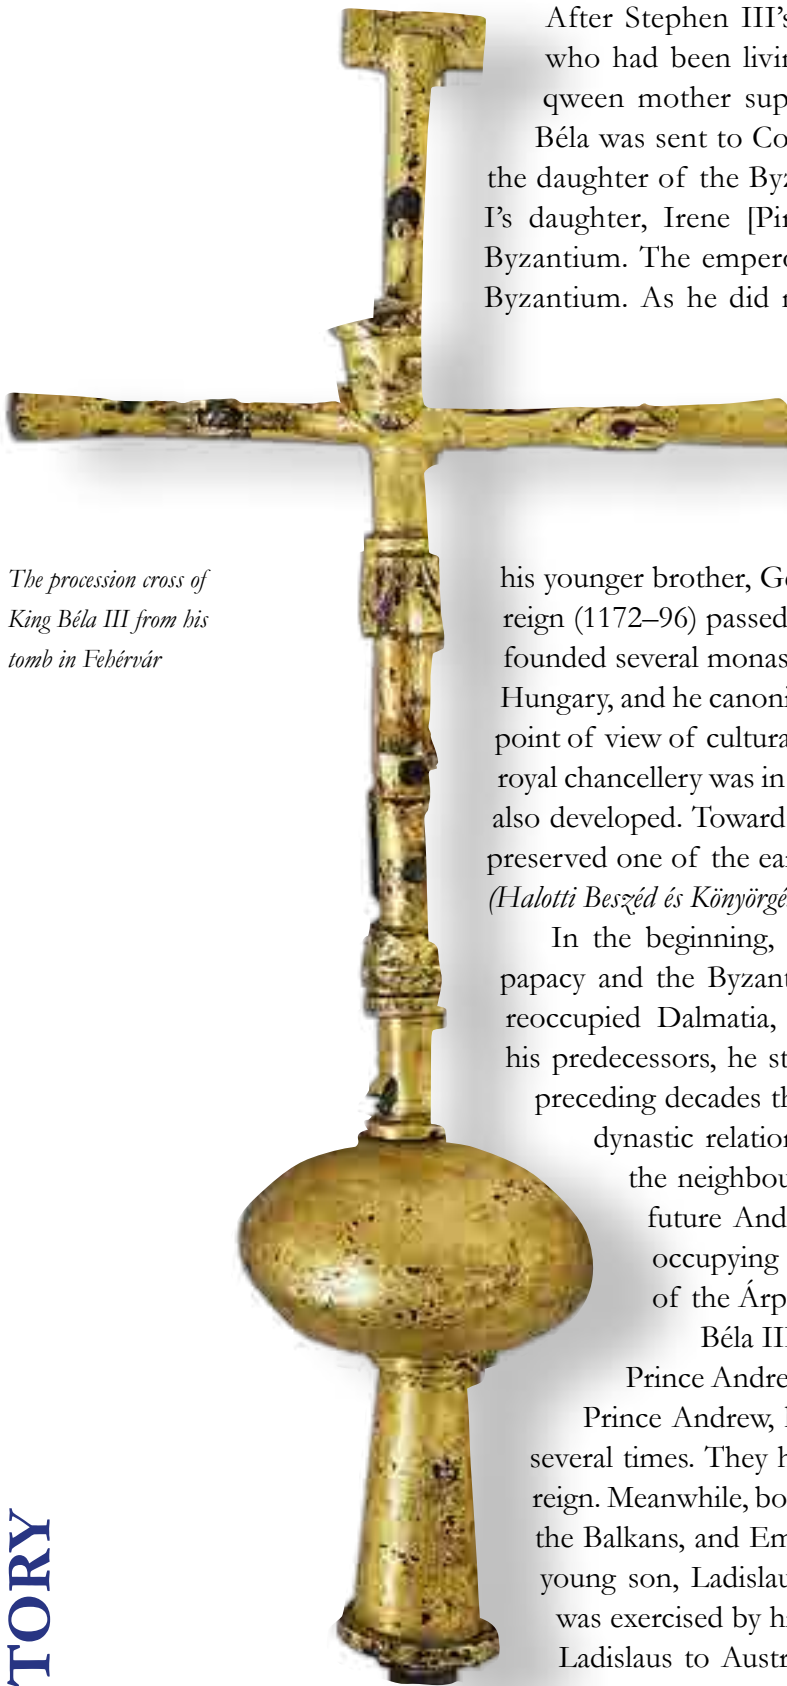 After Stephen III’s
who had been livin
qween mother sup
Béla was sent to Co
the daughter of the Byz
I’s daughter, Irene [Pir
Byzantium. The empero
Byzantium. As he did r
The procession cross of
King Béla III from his
tomb in Fehérvár
his younger brother, Ge
reign (1172–96) passed
founded several monas
Hungary, and he canoni
point of view of cultura
royal chancellery was in
also developed. Toward
preserved one of the ear
(Halotti Beszéd és Könyörgé
In the beginning,
papacy and the Byzant
reoccupied Dalmatia,
his predecessors, he st
preceding decades th
dynastic relation
the neighbou
future And
occupying
of the Árp
Béla III
Prince Andre
Prince Andrew, 
several times. They h
reign. Meanwhile, bo
the Balkans, and Em
young son, Ladislau
was exercised by hi
Ladislaus to Austr
TORY